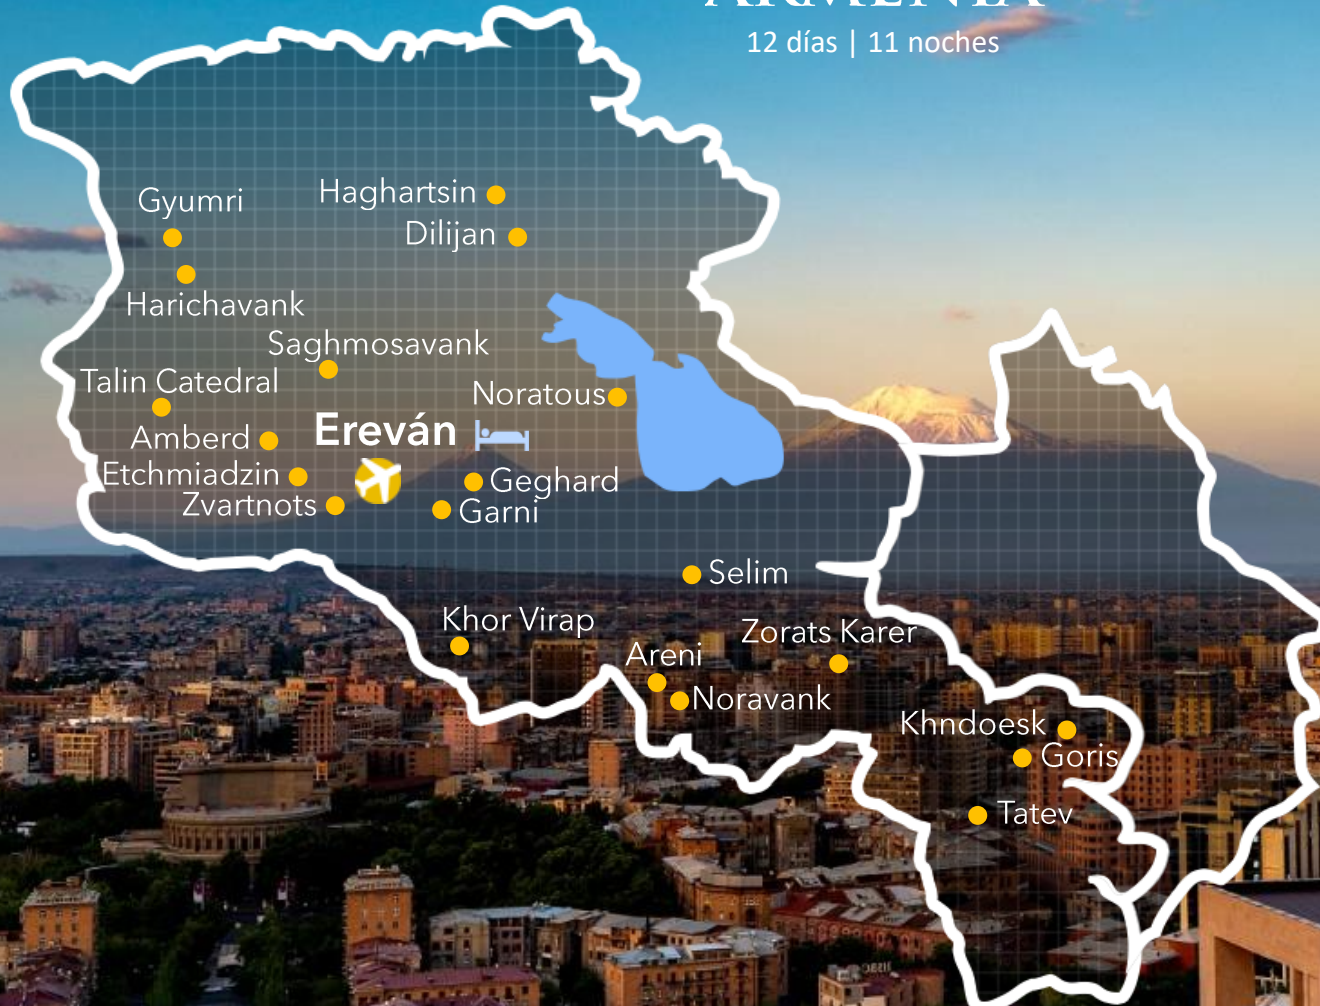 ARMENIA
12 días | 11 noches
Gyumri
Haghartsin
Dilijan
Harichavank
Saghmosavank
Talin Catedral
Noratous
Amberd
Ereván
Etchmiadzin
Geghard
Zvartnots
Garni
Selim
Khor Virap
Zorats Karer
Areni
Noravank
Khndoesk
Goris
Tatev